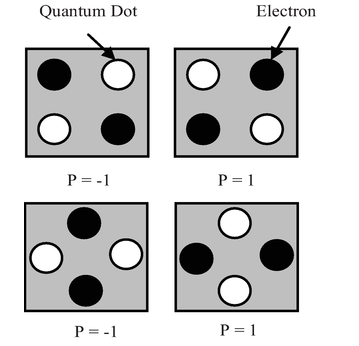 Quantum Dot
Electron
P = -1
P = 1
P = -1
P = 1